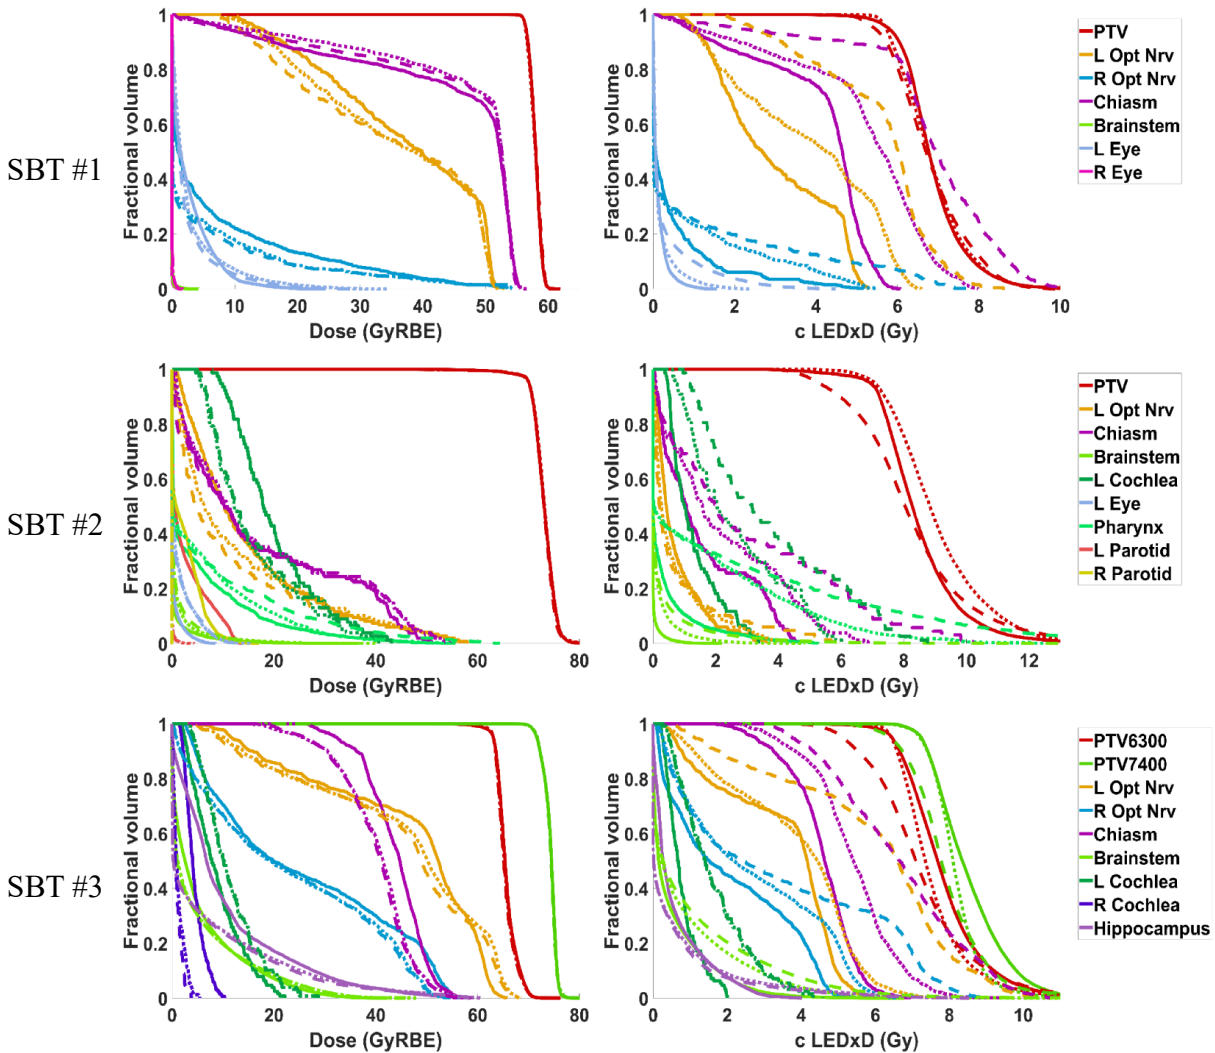 SBT #1
Fractional volume
1
0.8
0.6
0.4
0.2
0
0 10 20 30 40 50 60
Dose (GyRBE)
Fractional volume
1
0.8
0.6
0.4
0.2
0
0 2 4 6 8 10
c LEDxD (Gy)
PTV
L Opt Nrv
R Opt Nrv
Chiasm
Brainstem
L Eye
R Eye
SBT #2
Fractional volume
1
0.8
0.6
0.4
0.2
0
0 20 40 60 80
Dose (GyRBE)
Fractional volume
1
0.8
0.6
0.4
0.2
0
0 2 4 6 8 10 12
c LEDxD (Gy)
PTV
L Opt Nrv
Chiasm
Brainstem
L Cochlea
L Eye
Pharynx
L Parotid
R Parotid
SBT #3
Fractional volume
1
0.8
0.6
0.4
0.2
0
0 20 40 60 80
Dose (GyRBE)
Fractional volume
1
0.8
0.6
0.4
0.2
0
0 2 4 6 8 10
c LEDxD (Gy)
PTV6300
PTV7400
L Opt Nrv
R Opt Nrv
Chiasm
Brainstem
L Cochlea
R Cochlea
Hippocampus